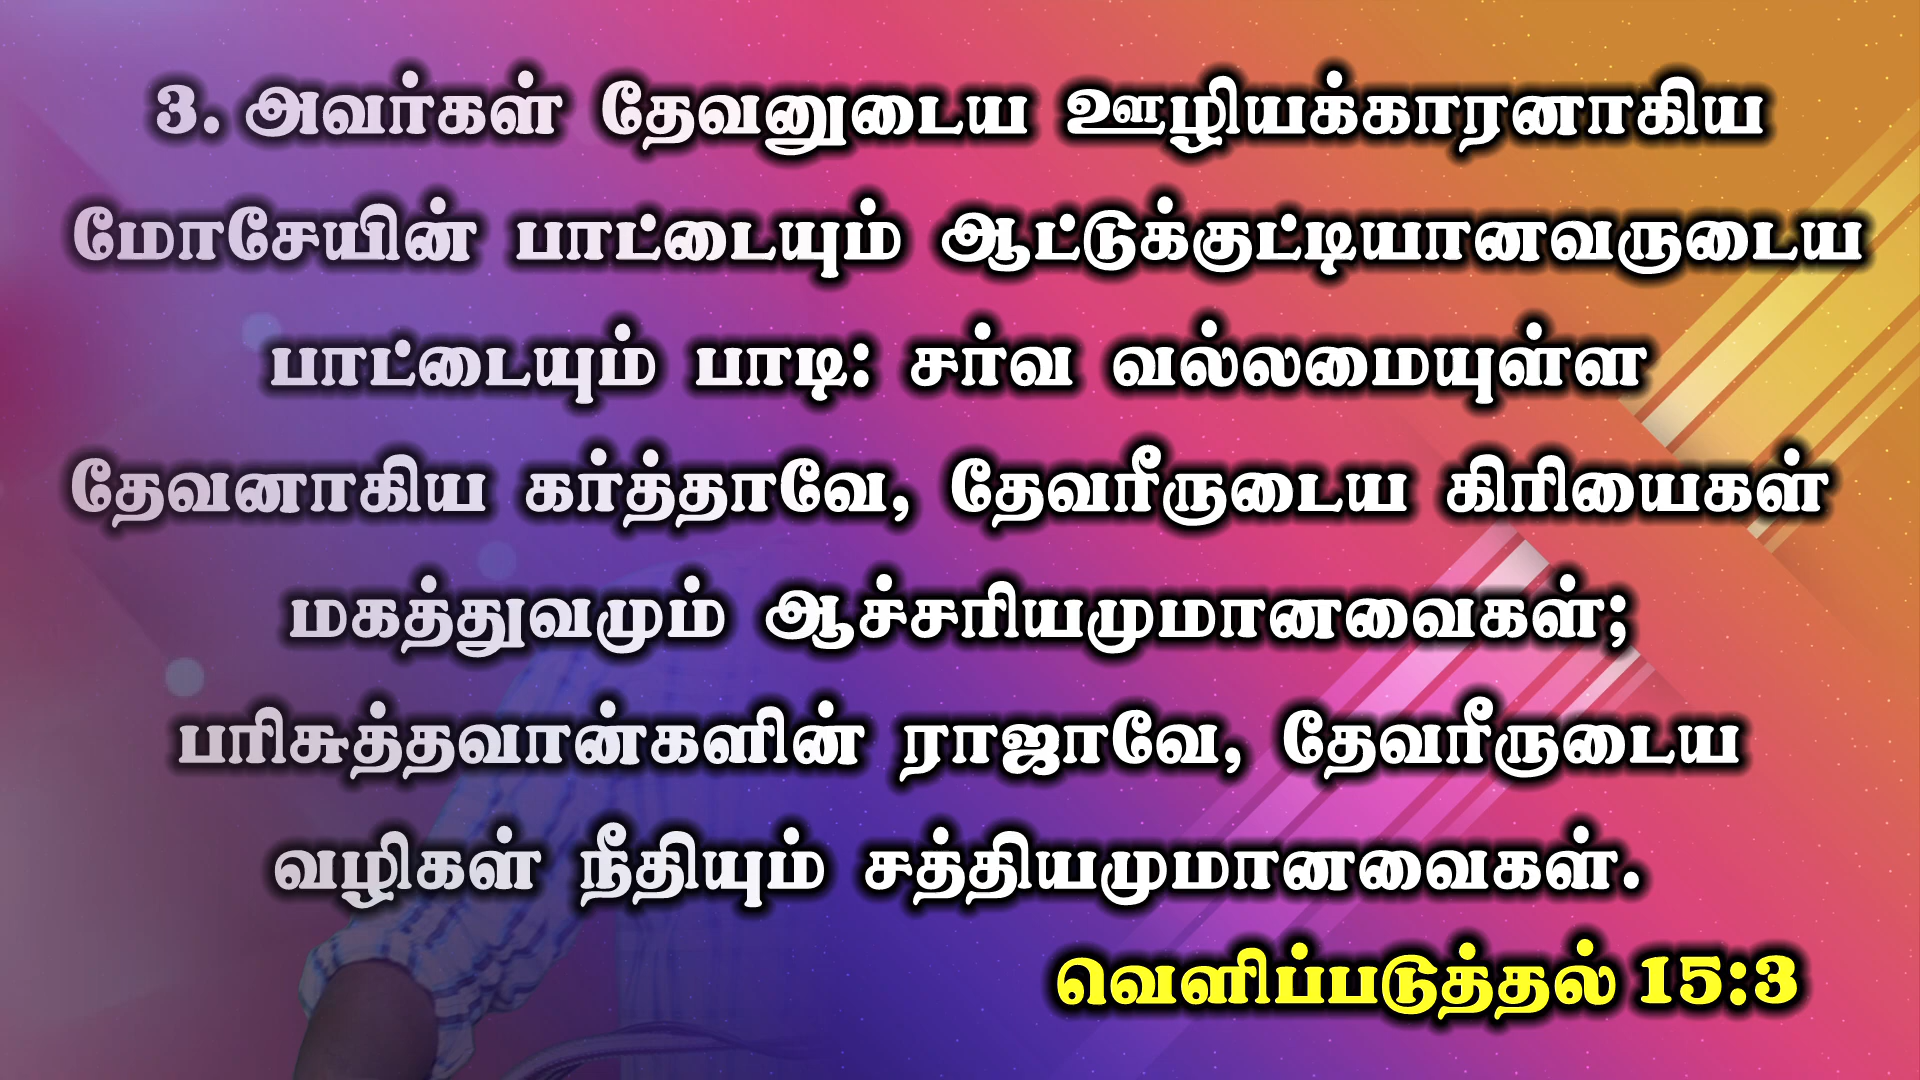 3. அவர்கள் தேவனுடைய ஊழியக்காரனாகிய
மோசேயின் பாட்டையும் ஆட்டுக்குட்டியானவருடைய
பாட்டையும் பாடி: சர்வ வல்லமையுள்ள
தேவனாகிய கர்த்தாவே, தேவரீருடைய கிரியைகள்
மகத்துவமும் ஆச்சரியமுமானவைகள்;
பரிசுத்தவான்களின் ராஜாவே, தேவரீருடைய
வழிகள் நீதியும் சத்தியமுமானவைகள்.
வெளிப்படுத்தல் 15:3